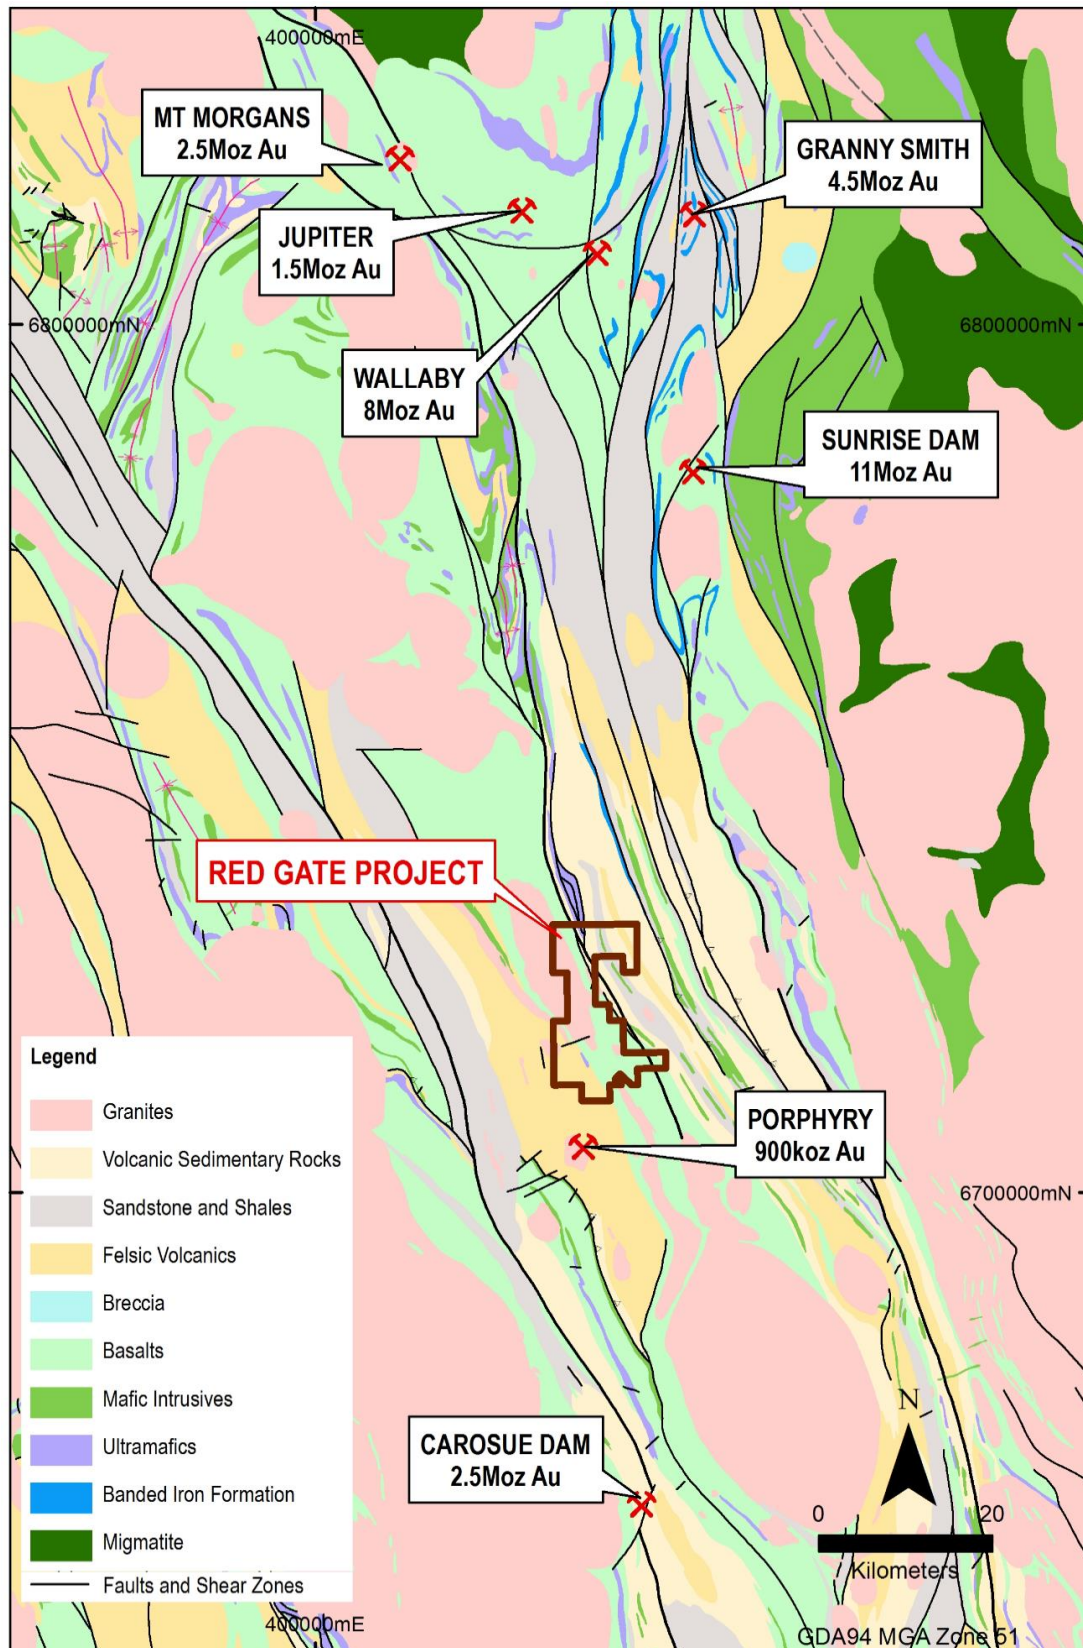 400000mE
MT MORGANS
2.5Moz Au
GRANNY SMITH
4.5Moz Au
JUPITER
1.5Moz Au
6800000mN
6800000mN
WALLABY
8Moz Au
SUNRISE DAM
11Moz Au
RED GATE PROJECT
Legend
Granites
Volcanic Sedimentary Rocks
Sandstone and Shales
Felsic Volcanics
Breccia
Basalts
Mafic Intrusives
Ultramafics
Banded Iron Formation
Migmatite
Faults and Shear Zones
PORPHYRY
900koz Au
6700000mN
CAROSUE DAM
2.5Moz Au
N
0 20
Kilometers
400000mE
GDA94 MGA Zone 51